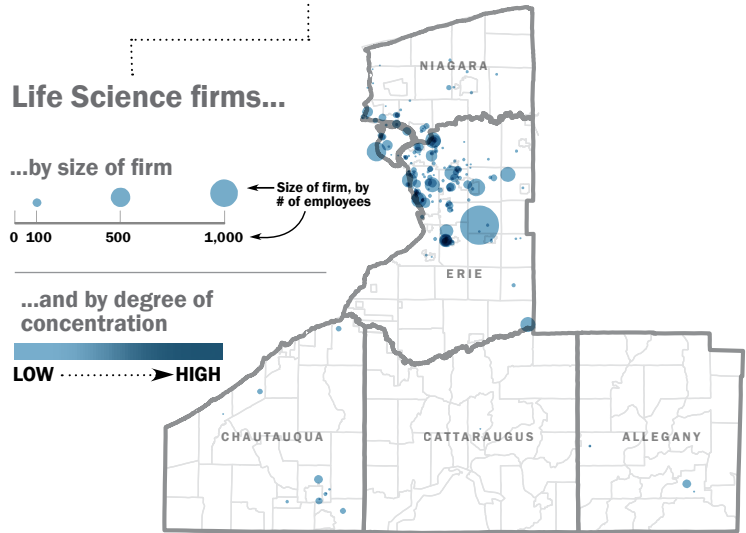 NIAGARA
Life Science firms...
...by size of firm
Size of firm, by
# of employees
0 100 500 1,000
ERIE
...and by degree of
concentration
LOW HIGH
CHAUTAUQUA CATTARAUGUS ALLEGANY